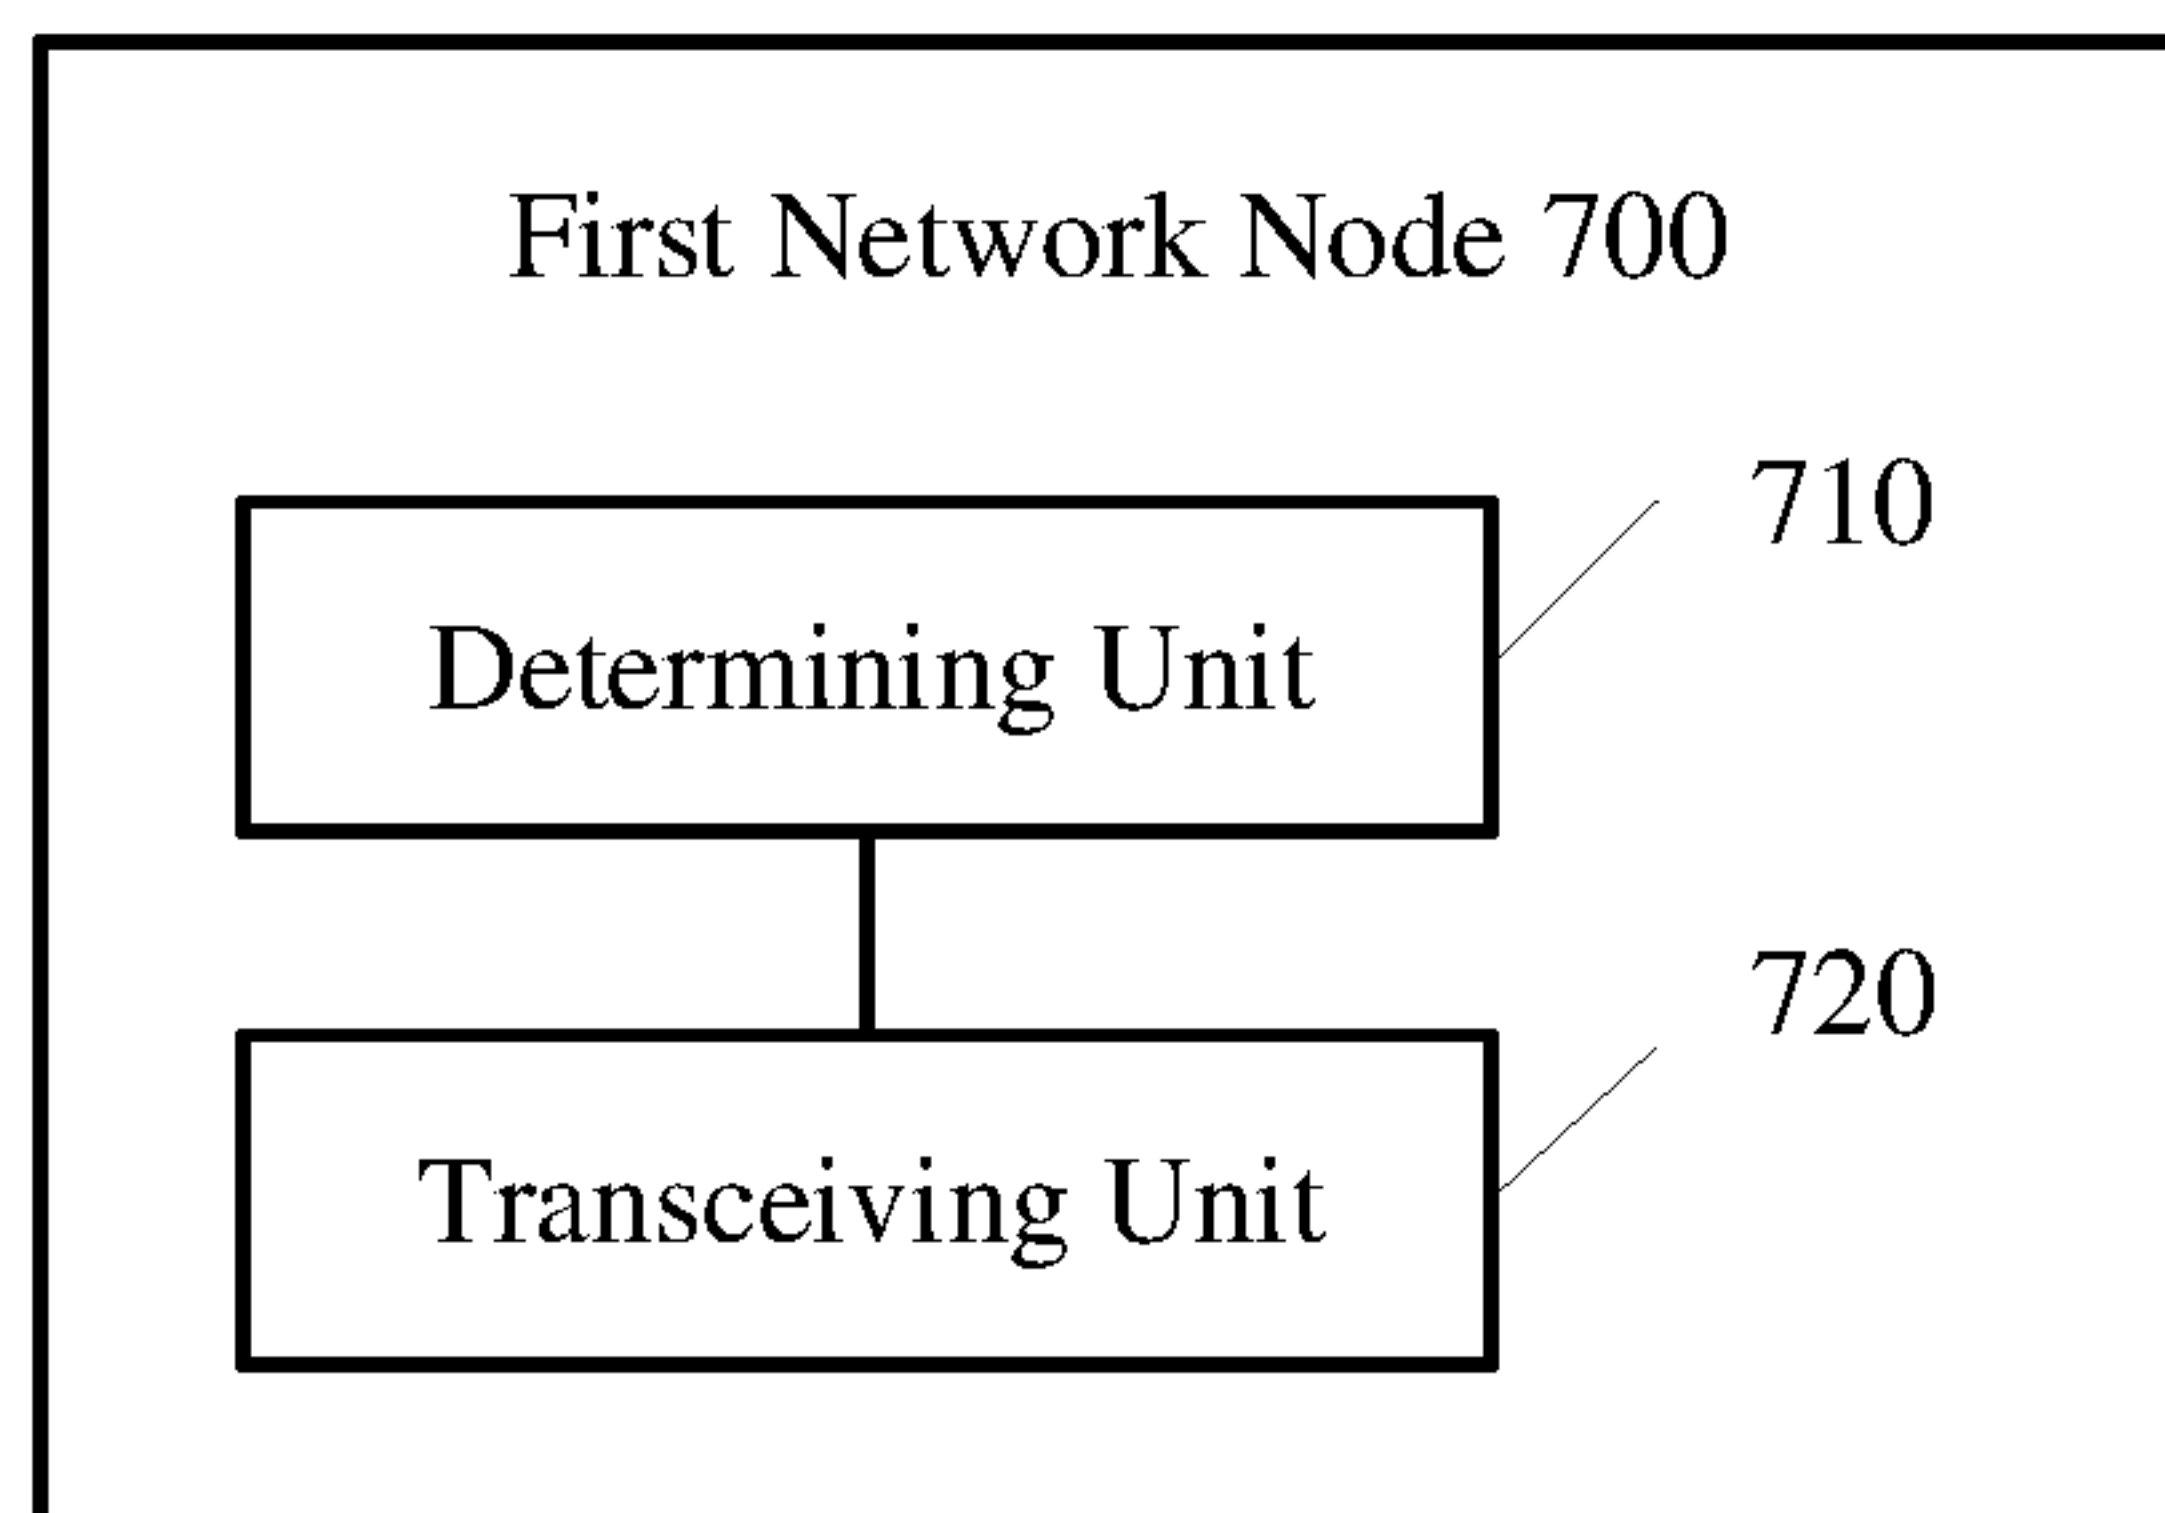 First Network Node 700
710
Determining Unit
720
Transceiving Unit